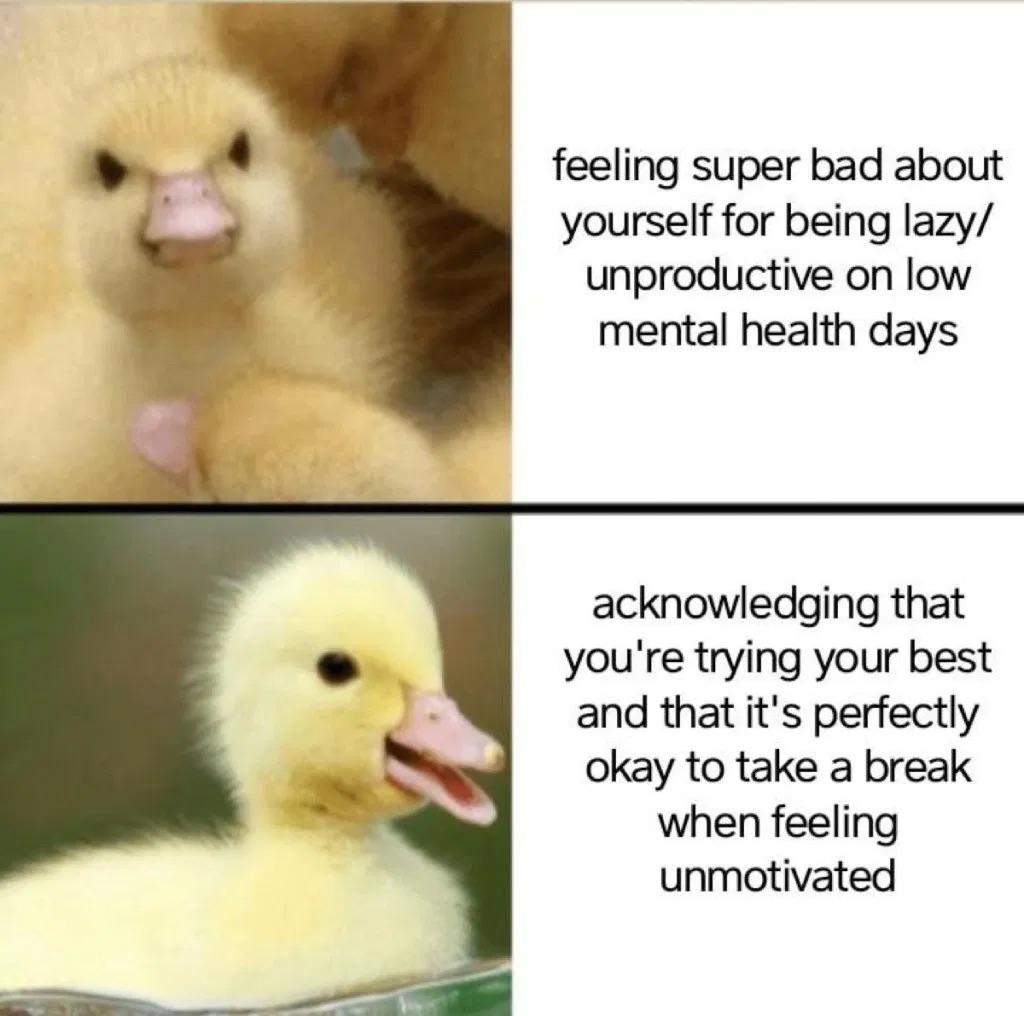 feeling super bad about
yourself for being lazy/
unproductive on low
mental health days
acknowledging that
you're trying your best
and that it's perfectly
okay to take a break
when feeling
unmotivated